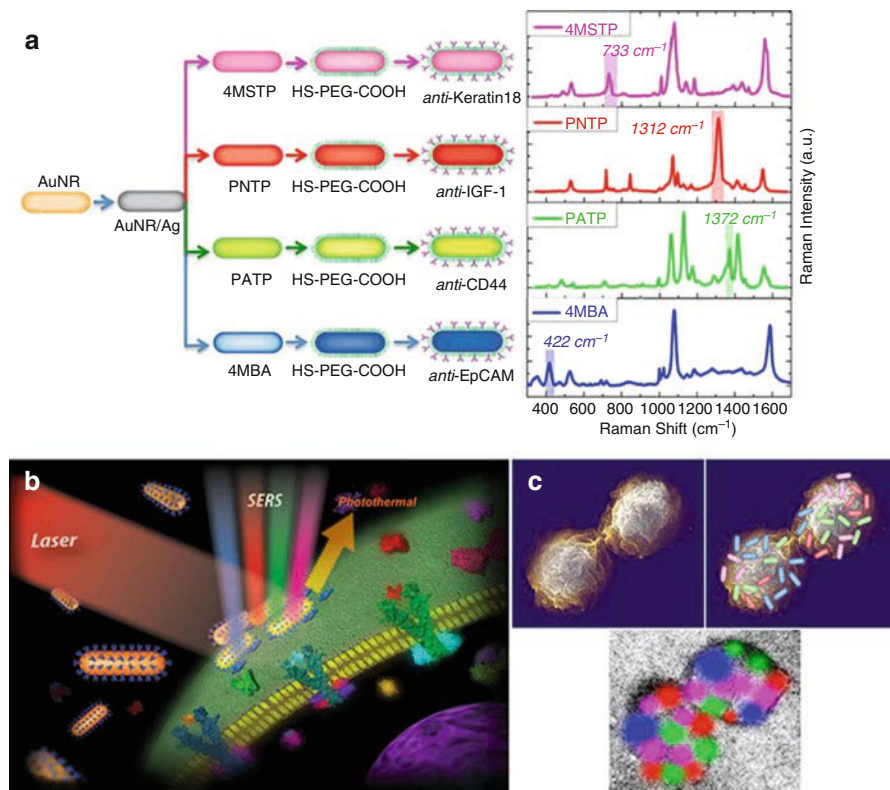 a
AuNR
AuNR/Ag
4MSTP
HS-PEG-COOH
anti-Keratin18
PNTP
HS-PEG-COOH
anti-IGF-1
PATP
HS-PEG-COOH
anti-CD44
4MBA
HS-PEG-COOH
anti-EpCAM
4MSTP
733 cm⁻¹
PNTP
1312 cm⁻¹
PATP
1372 cm⁻¹
4MBA
422 cm⁻¹
Raman Intensity (a.u.)
400 600 800 1000 1200 1400 1600
Raman Shift (cm⁻¹)
b
Laser
SERS
Photothermal
c